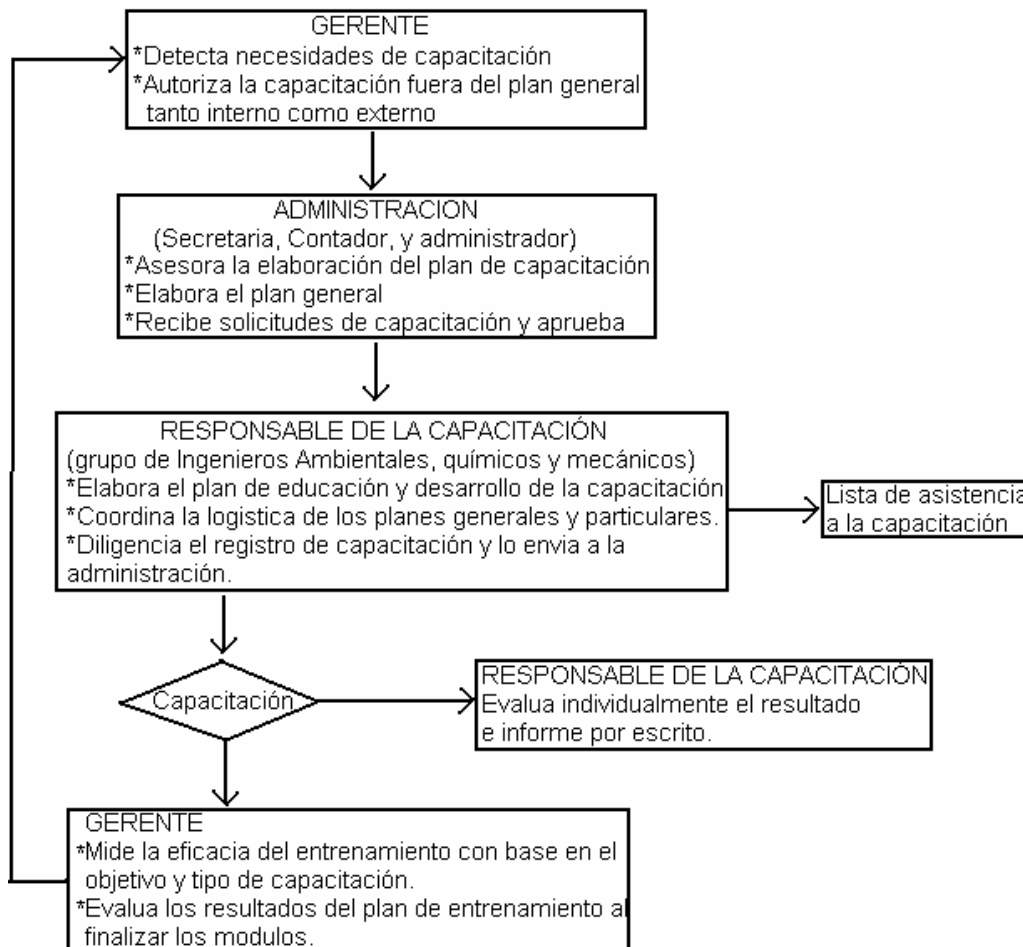 GERENTE
*Detecta necesidades de capacitación
*Autoriza la capacitación fuera del plan general
tanto interno como externo
ADMINISTRACION
(Secretaria, Contador, y administrador)
*Asesora la elaboración del plan de capacitación
*Elabora el plan general
*Recibe solicitudes de capacitación y aprueba
RESPONSABLE DE LA CAPACITACIÓN
(grupo de Ingenieros Ambientales, químicos y mecánicos)
*Elabora el plan de educación y desarrollo de la capacitación
*Coordina la logistica de los planes generales y particulares.
*Diligencia el registro de capacitación y lo envia a la
administración.
Lista de asistencia
a la capacitación
Capacitación
RESPONSABLE DE LA CAPACITACIÓN
Evalua individualmente el resultado
e informe por escrito.
GERENTE
*Mide la eficacia del entrenamiento con base en el
objetivo y tipo de capacitación.
*Evalua los resultados del plan de entrenamiento al
finalizar los modulos.